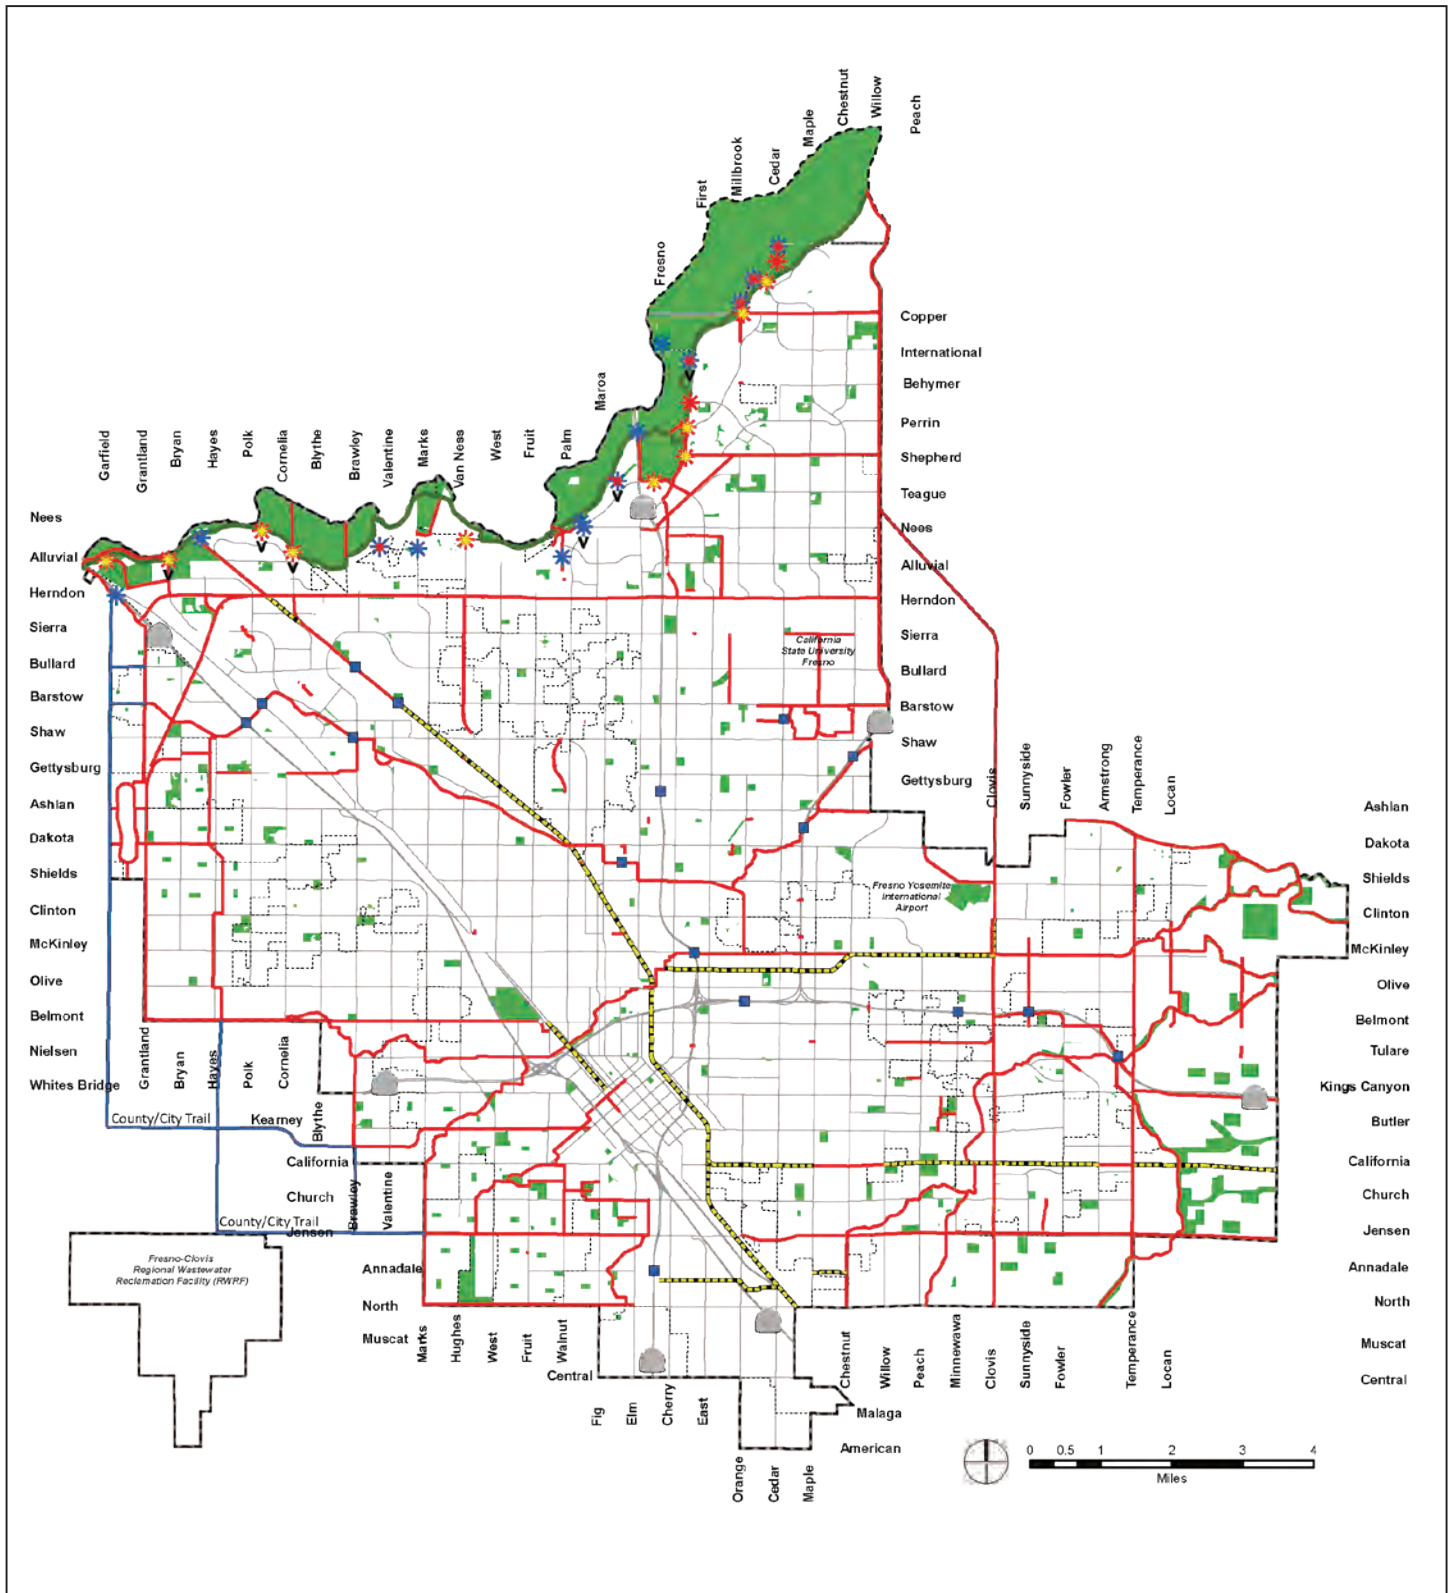 Chestnut
Willow
Peach
Maple
Cedar
Millbrook
First
Fresno
Maroa
Palm
Fruit
West
Van Ness
Marks
Valentine
Brawley
Blythe
Cornelia
Polk
Hayes
Bryan
Grantland
Garfield
Copper
International
Behymer
Perrin
Shepherd
Teague
Nees
Alluvial
Herndon
Sierra
Bullard
Barstow
Shaw
Gettysburg
Nees
Alluvial
Herndon
Sierra
Bullard
Barstow
Shaw
Gettysburg
Ashlan
Dakota
Shields
Clinton
McKinley
Olive
Belmont
Nielsen
Whites Bridge
California
State University
Fresno
Clovis
Sunnyside
Fowler
Armstrong
Temperance
Locan
Ashlan
Dakota
Shields
Clinton
McKinley
Olive
Belmont
Tulare
Kings Canyon
Butler
California
Church
Jensen
Annadale
North
Muscat
Central
Fresno Yosemite
International
Airport
Grantland
Bryan
Hayes
Polk
Cornelia
Blythe
County/City Trail
Kearney
California
Church
Brawley
Valentine
County/City Trail
Jensen
Fresno-Clovis
Regional Wastewater
Reclamation Facility (RWRF)
Annadale
North
Muscat
Marks
Hughes
West
Fruit
Walnut
Central
Fig
Elm
Cherry
East
Orange
Cedar
Maple
Malaga
American
Chestnut
Willow
Peach
Minnewawa
Clovis
Sunnyside
Fowler
Temperance
Locan
0 0.5 1 2 3 4
Miles